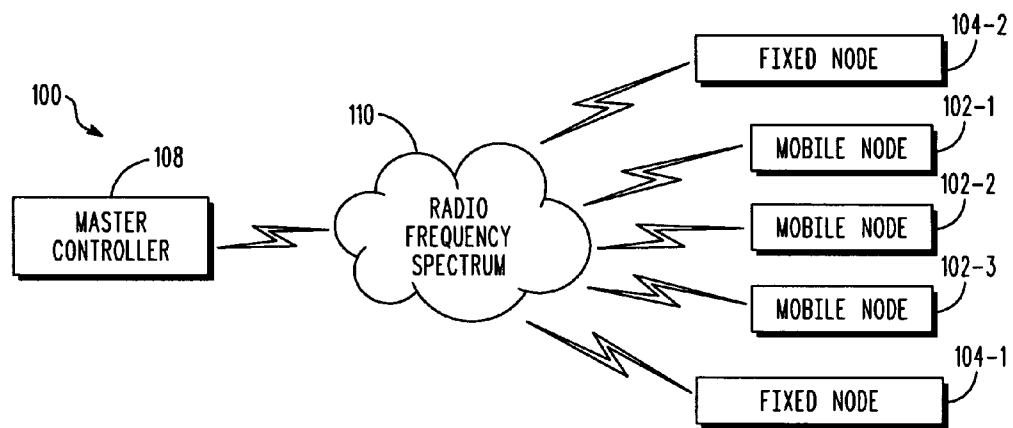 100
108
MASTER
CONTROLLER
110
RADIO
FREQUENCY
SPECTRUM
104-2
FIXED NODE
102-1
MOBILE NODE
102-2
MOBILE NODE
102-3
MOBILE NODE
104-1
FIXED NODE